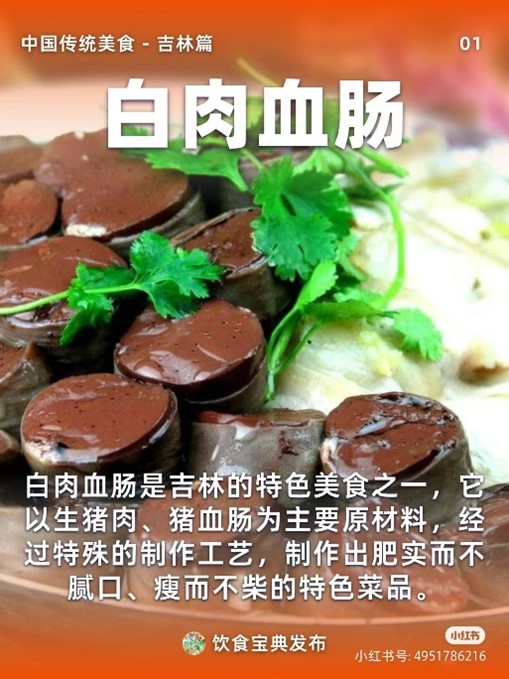 中国传统美食 - 吉林篇
01
白肉血肠
白肉血肠是吉林的特色美食之一，它
以生猪肉、猪血肠为主要原材料，经
过特殊的制作工艺，制作出肥实而不
腻口、瘦而不柴的特色菜品。
饮食宝典发布
小红书
小红书号: 4951786216